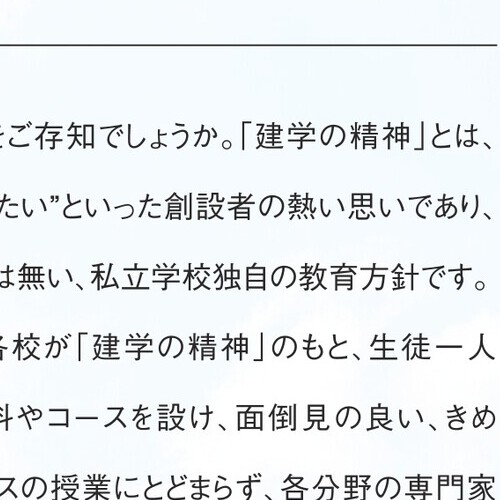 をご存知でしょうか。「建学の精神」とは、
たい”といった創設者の熱い思いであり、
は無い、私立学校独自の教育方針です。
各校が「建学の精神」のもと、生徒一人
科やコースを設け、面倒見の良い、きめ
スの授業にとどまらず、各分野の専門家